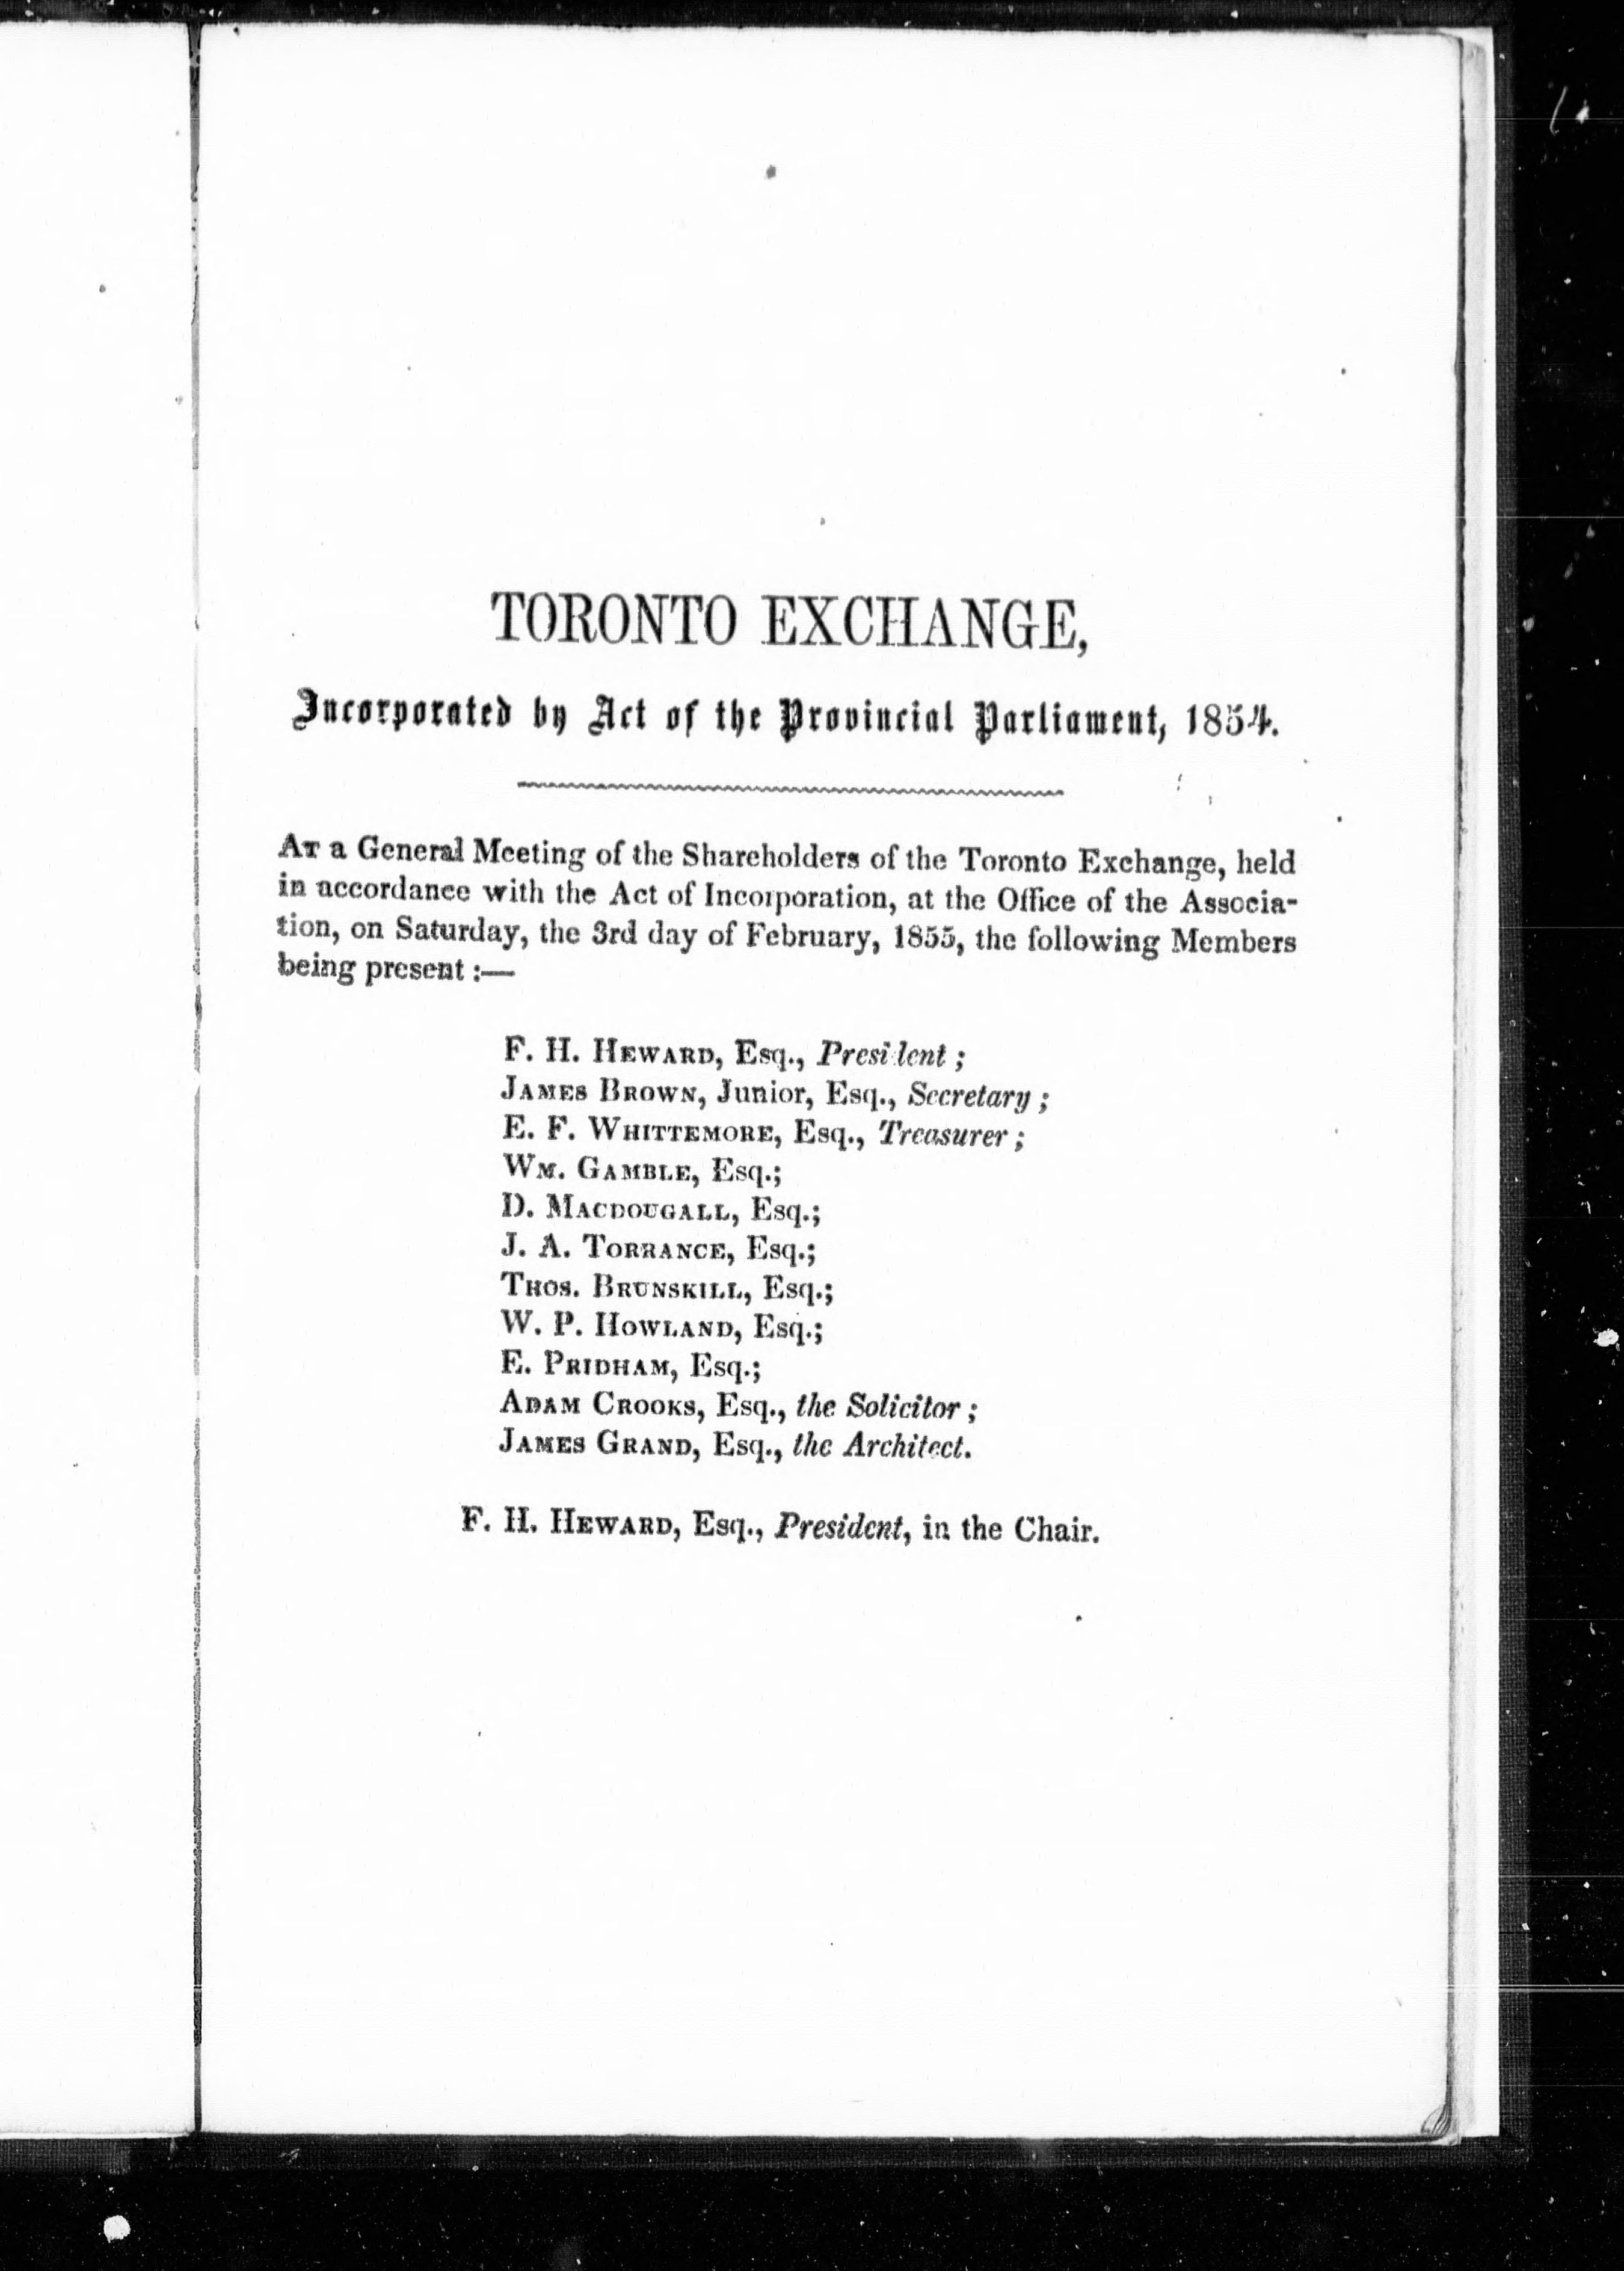 TORONTO EXCHANGE,
Incorporated by Act of the Provincial Parliament, 1854.
AT a General Meeting of the Shareholders of the Toronto Exchange, held
in accordance with the Act of Incorporation, at the Office of the Associa-
tion, on Saturday, the 3rd day of February, 1855, the following Members
being present :—
F. H. HEWARD, Esq., President ;
JAMES BROWN, Junior, Esq., Secretary ;
E. F. WHITTEMORE, Esq., Treasurer ;
WM. GAMBLE, Esq.;
D. MACDOUGALL, Esq.;
J. A. TORRANCE, Esq.;
THOS. BRUNSKILL, Esq.;
W. P. HOWLAND, Esq.;
E. PRIDHAM, Esq.;
ADAM CROOKS, Esq., the Solicitor ;
JAMES GRAND, Esq., the Architect.
F. H. HEWARD, Esq., President, in the Chair.